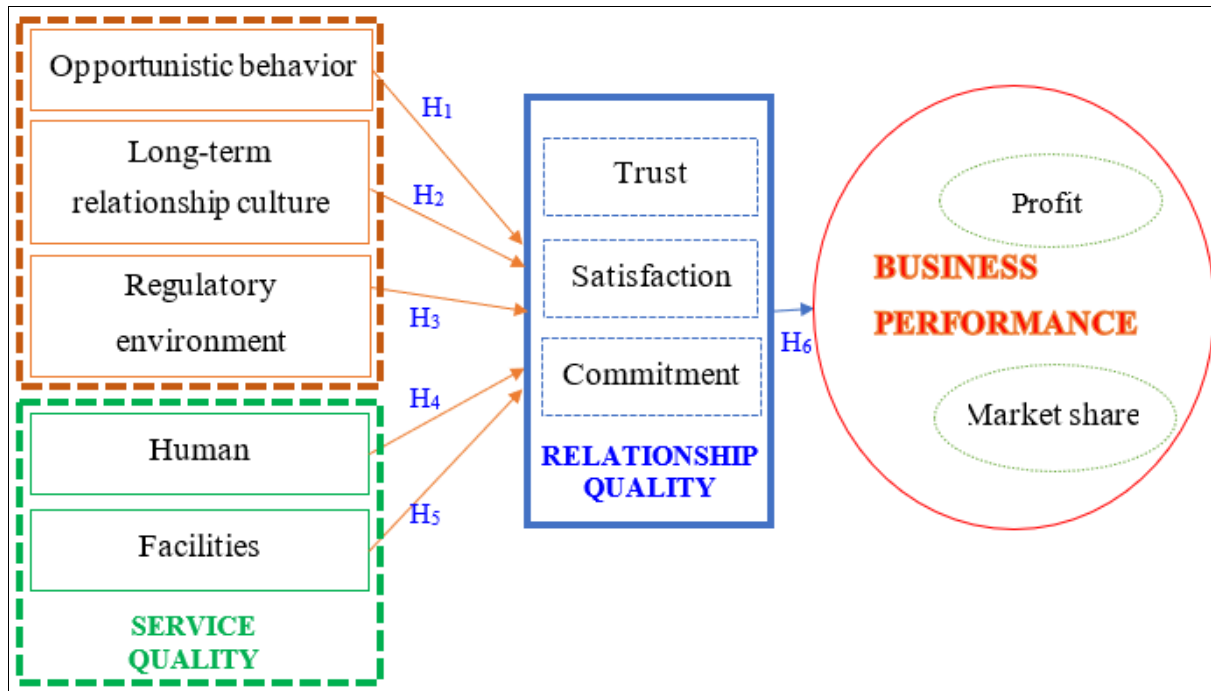 Opportunistic behavior
Long-term
relationship culture
Regulatory
environment
Human
Facilities
SERVICE
QUALITY
H1
H2
H3
H4
H5
Trust
Satisfaction
Commitment
RELATIONSHIP
QUALITY
H6
Profit
BUSINESS
PERFORMANCE
Market share